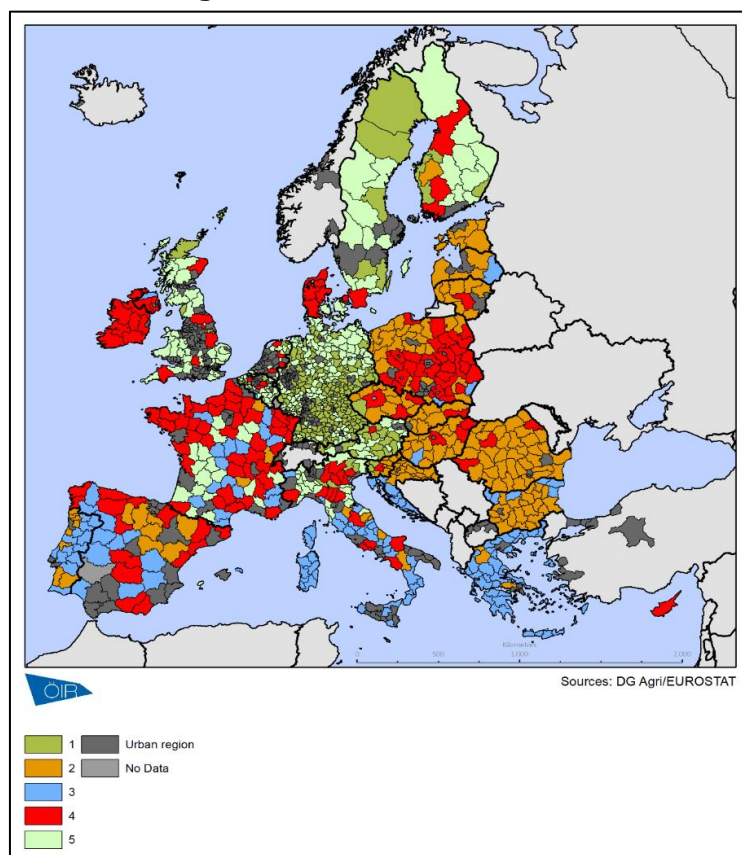 Kilometres
0 500 1.000 2.000
Sources: DG Agri/EUROSTAT
ÖIR
1 Urban region
2 No Data
3
4
5